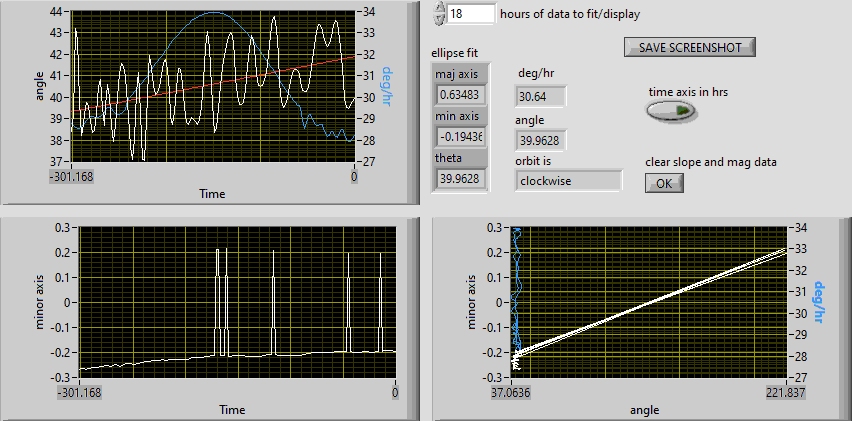 44
43
42
41
40
39
38
37
angle
34
33
32
31
30
29
28
27
deg/hr
-301.168
0
Time
18 hours of data to fit/display
SAVE SCREENSHOT
ellipse fit
maj axis
0.63483
min axis
-0.19436
theta
39.9628
deg/hr
30.64
angle
39.9628
orbit is
clockwise
time axis in hrs
clear slope and mag data
OK
0.3
0.2
0.1
0
-0.1
-0.2
-0.3
minor axis
-301.168
0
Time
0.3
0.2
0.1
0
-0.1
-0.2
-0.3
minor axis
34
33
32
31
30
29
28
27
deg/hr
37.0636
221.837
angle